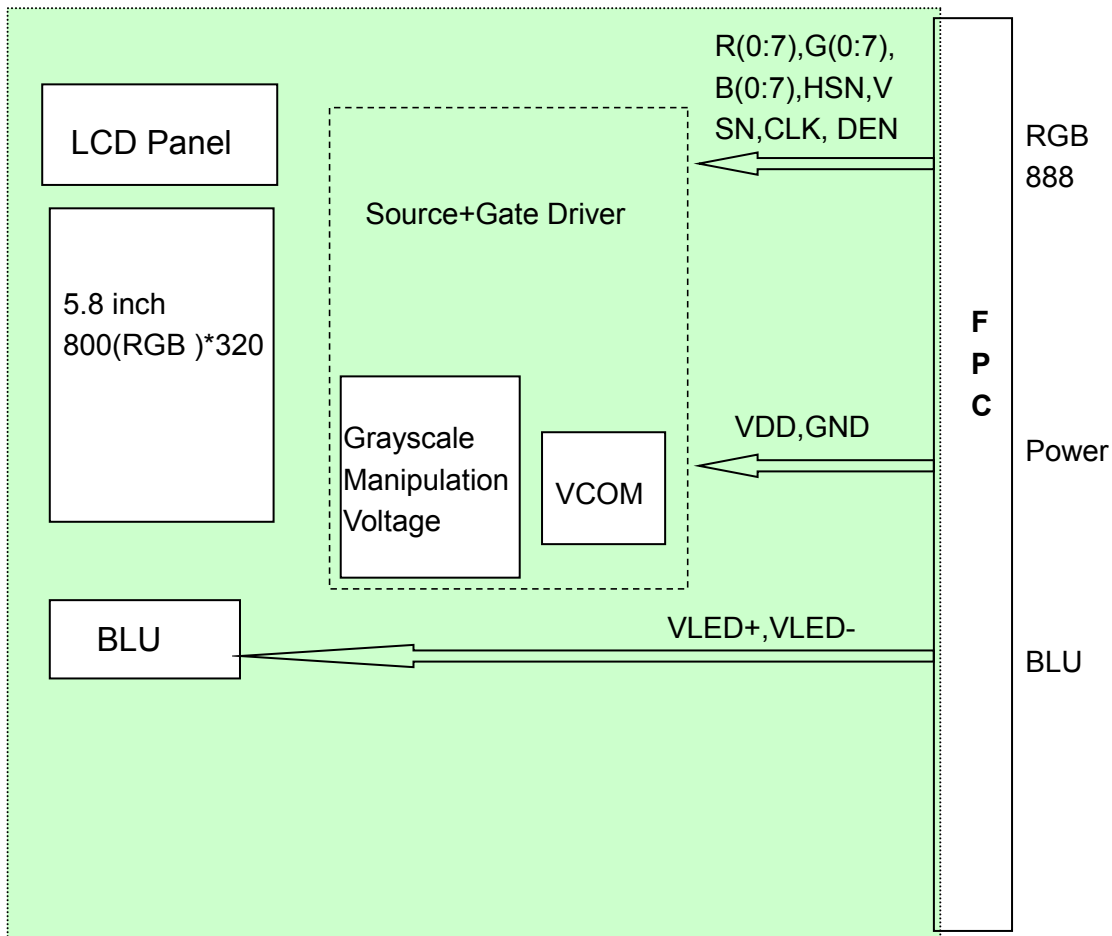 R(0:7),G(0:7),
B(0:7),HSN,V
SN,CLK, DEN
RGB
888
LCD Panel
Source+Gate Driver
5.8 inch
800(RGB )*320
F
P
C
Grayscale
Manipulation
Voltage
VCOM
VDD,GND
Power
BLU
VLED+,VLED-
BLU